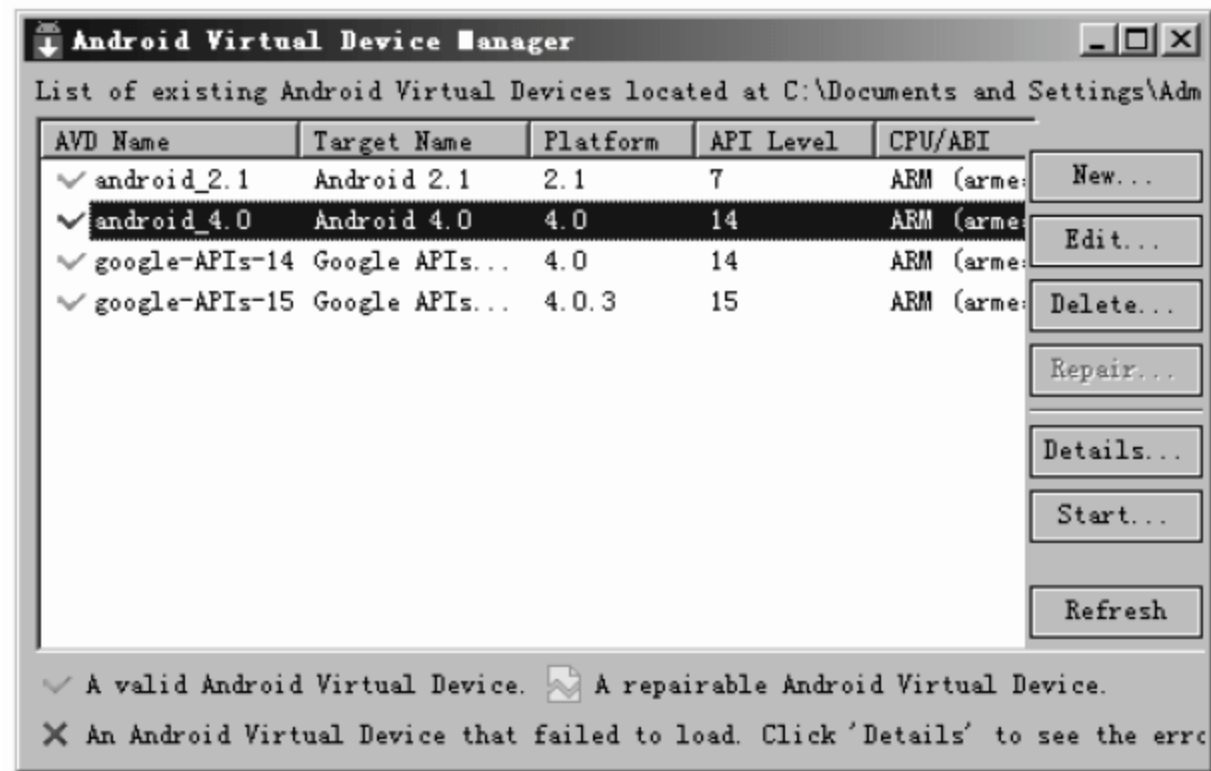 Android Virtual Device Manager
List of existing Android Virtual Devices located at C:\Documents and Settings\Adm
AVD Name Target Name Platform API Level CPU/ABI
android_2.1 Android 2.1 2.1 7 ARM (arme
android_4.0 Android 4.0 4.0 14 ARM (arme
google-APIs-14 Google APIs... 4.0 14 ARM (arme
google-APIs-15 Google APIs... 4.0.3 15 ARM (arme
New...
Edit...
Delete...
Repair...
Details...
Start...
Refresh
A valid Android Virtual Device. A repairable Android Virtual Device.
An Android Virtual Device that failed to load. Click 'Details' to see the erro